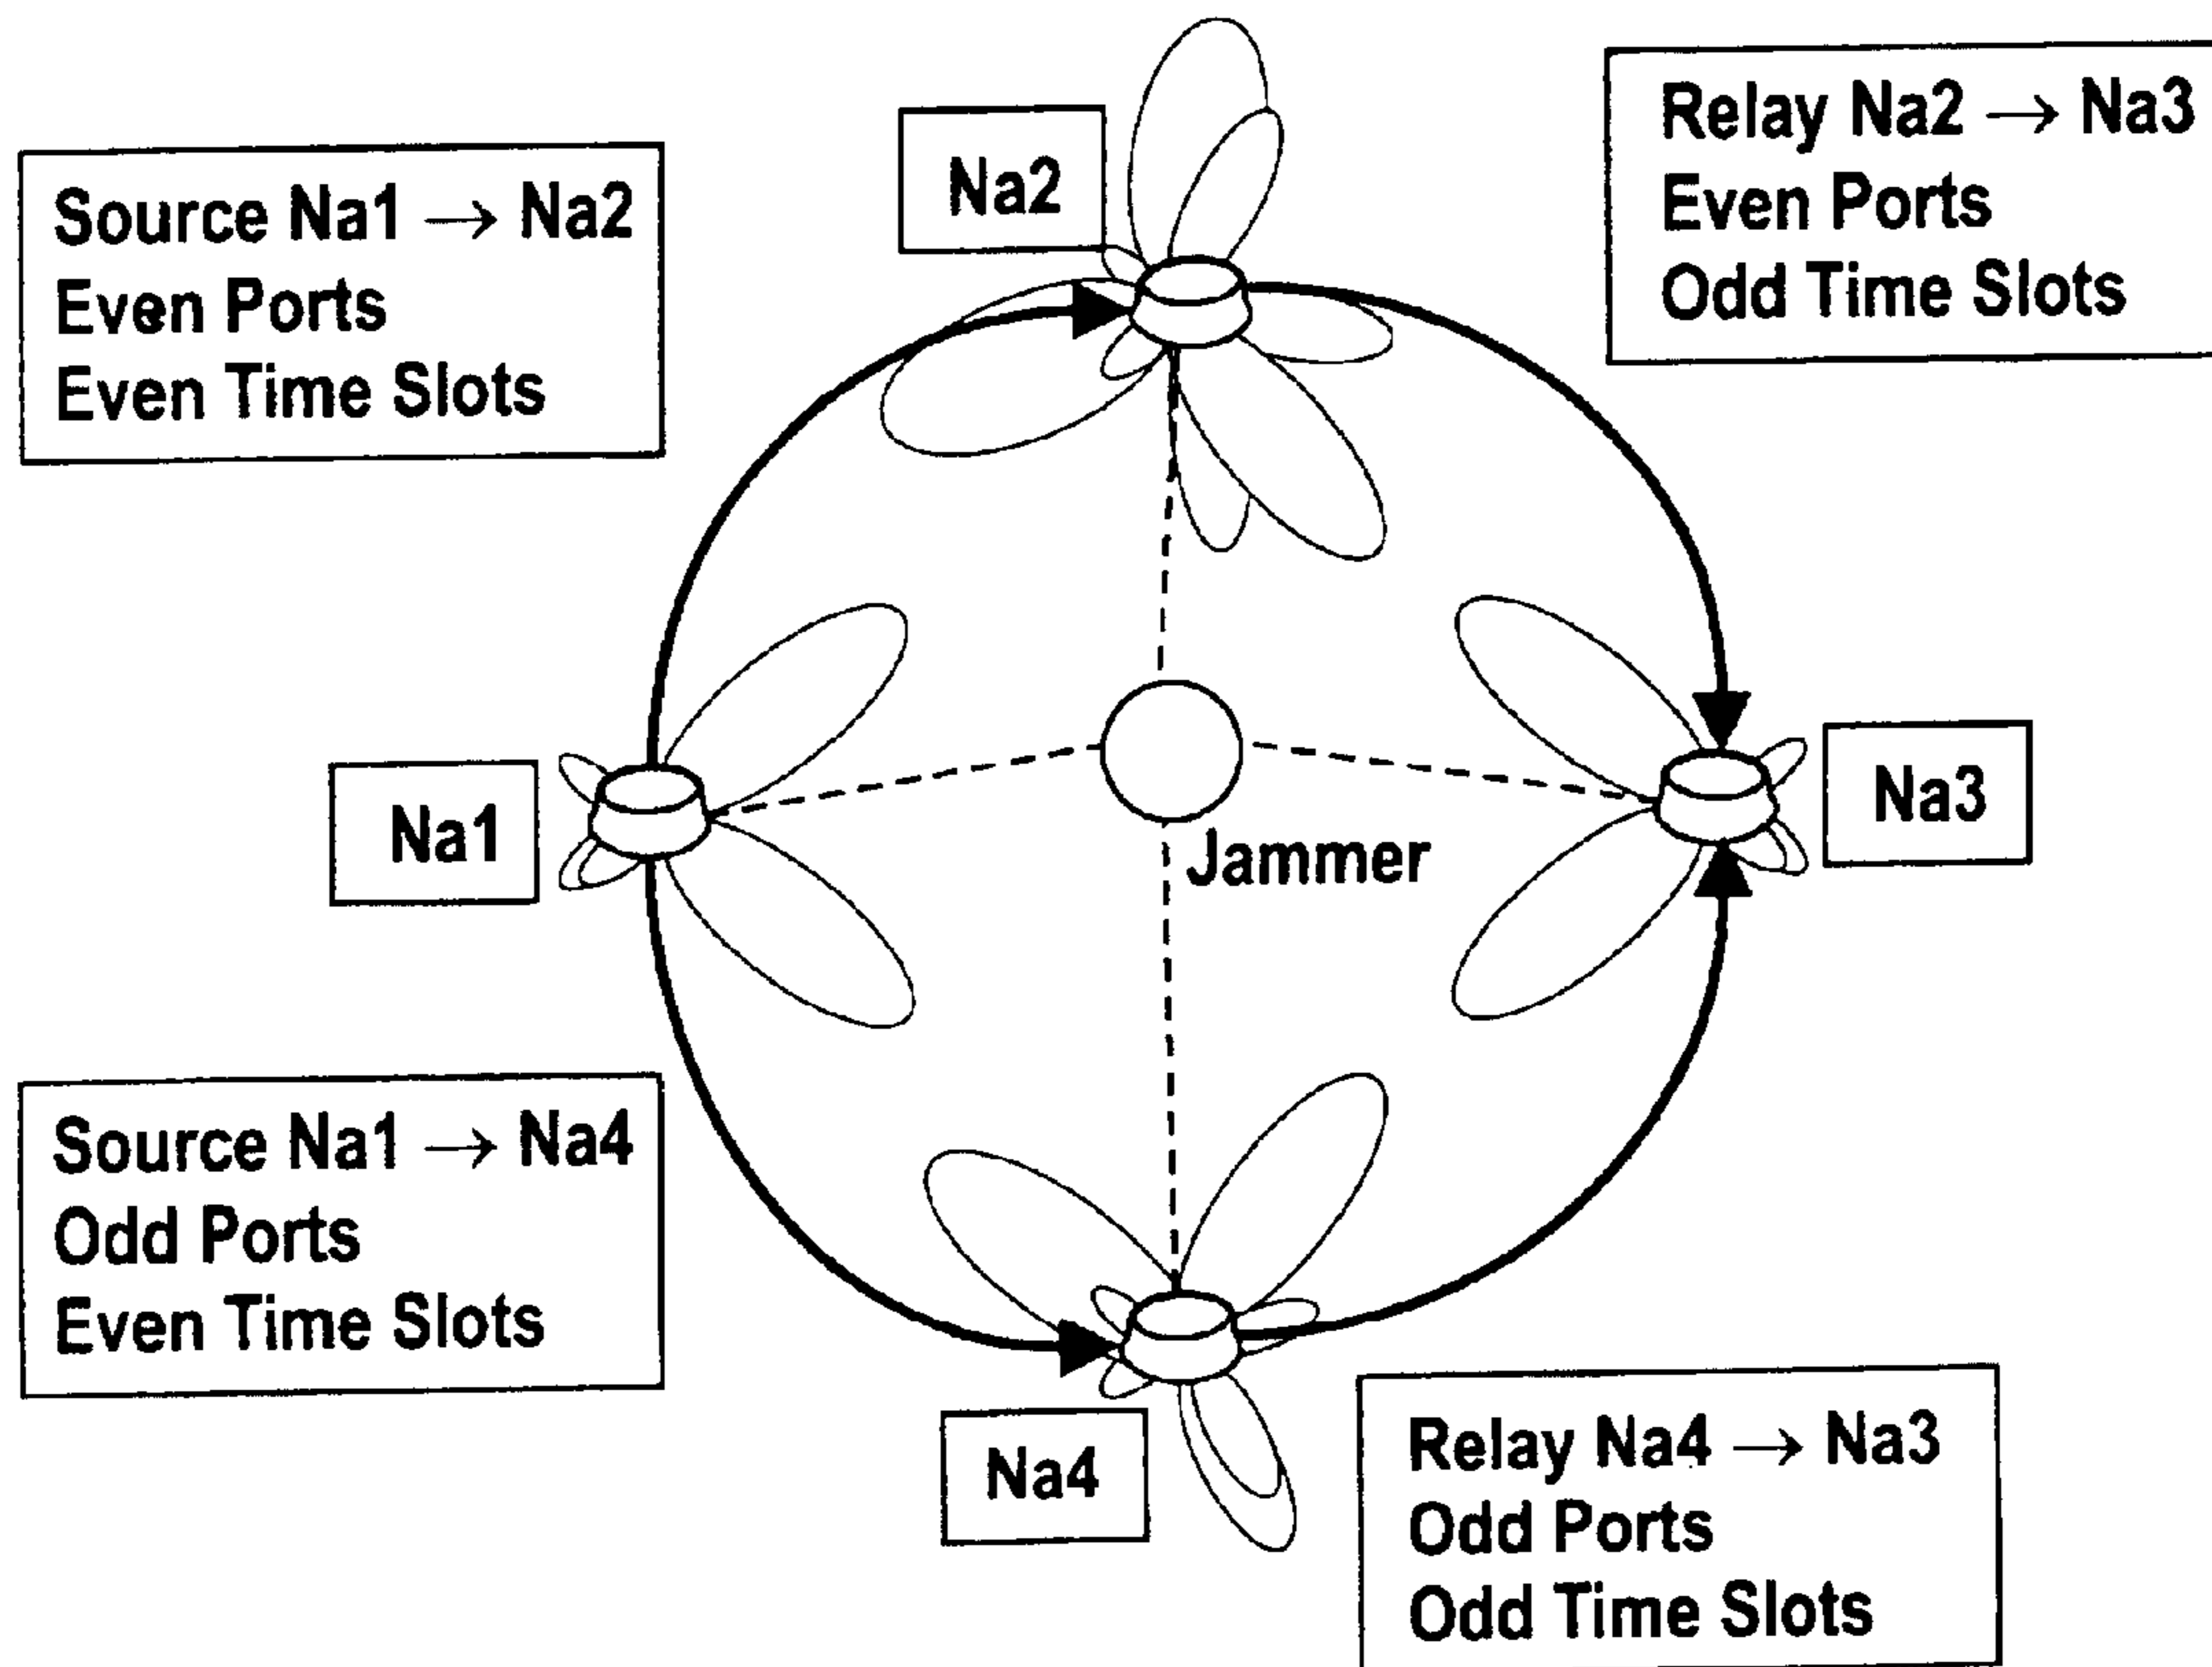 Na2
Relay Na2 → Na3
Even Ports
Odd Time Slots
Source Na1 → Na2
Even Ports
Even Time Slots
Na1
Jammer
Na3
Source Na1 → Na4
Odd Ports
Even Time Slots
Na4
Relay Na4 → Na3
Odd Ports
Odd Time Slots